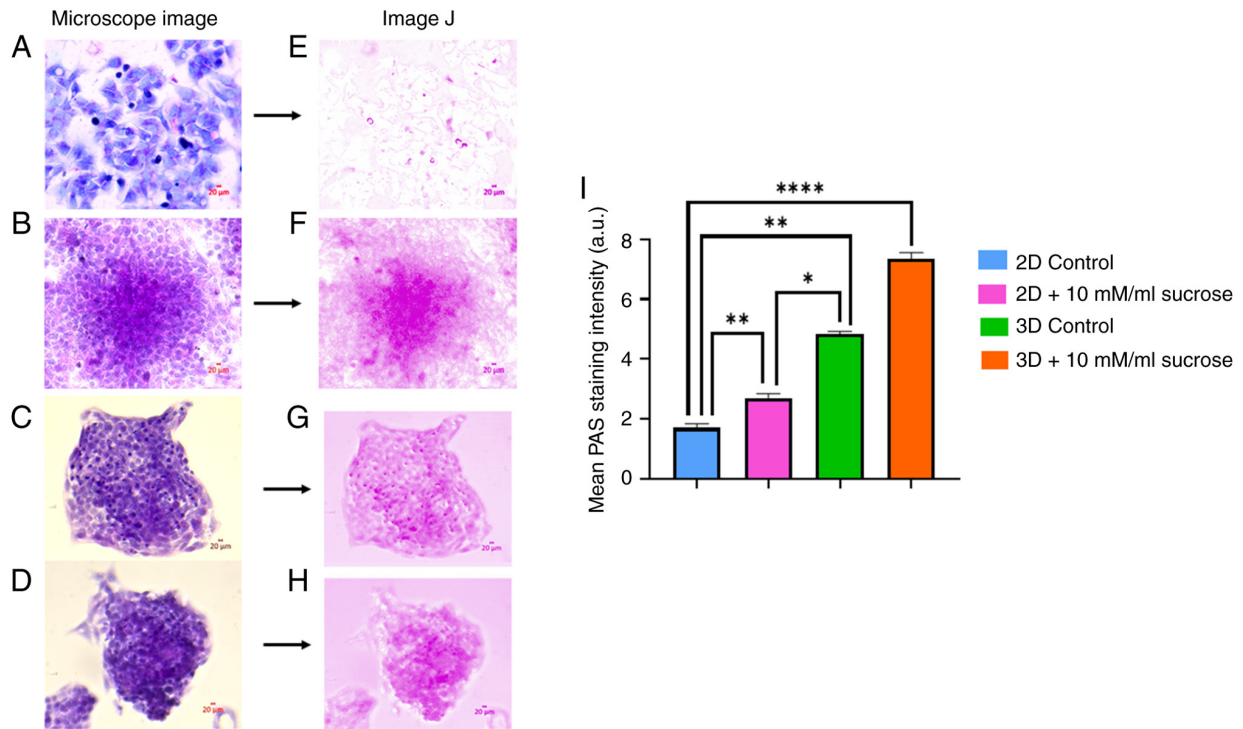 Microscope image
Image J
A
E
20 µm
20 µm
B
F
20 µm
20 µm
C
G
20 µm
20 µm
D
H
20 µm
20 µm
I
****
**
*
**
Mean PAS staining intensity (a.u.)
8
6
4
2
0
2D Control
2D + 10 mM/ml sucrose
3D Control
3D + 10 mM/ml sucrose